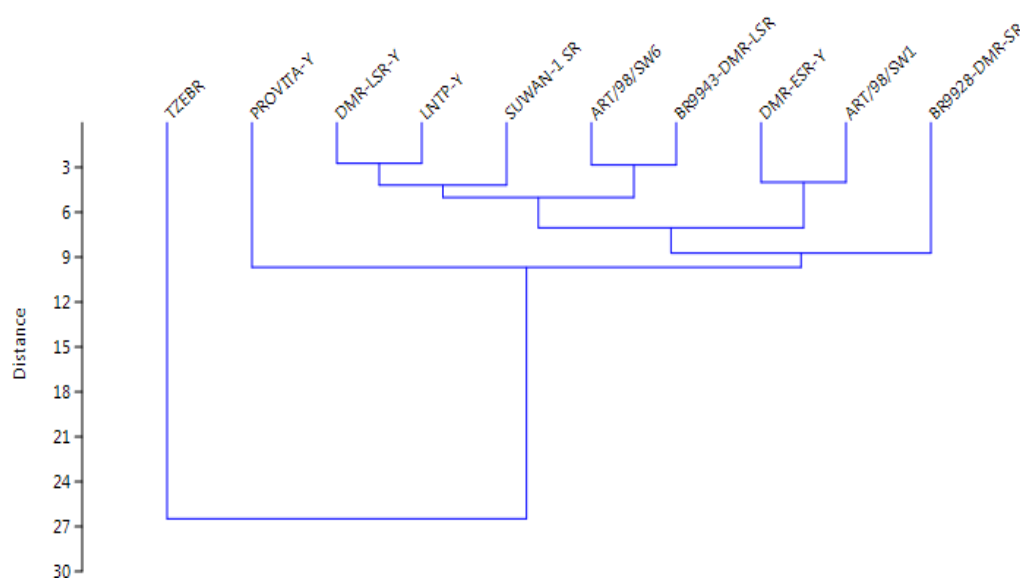 TZEBR
PROVITA-Y
DMR-LSR-Y
LNTP-Y
SUWAN-1 SR
ART/98/SW6
BR9943-DMR-LSR
DMR-ESR-Y
ART/98/SW1
BR9928-DMR-SR
3
6
9
12
15
18
21
24
27
30
Distance